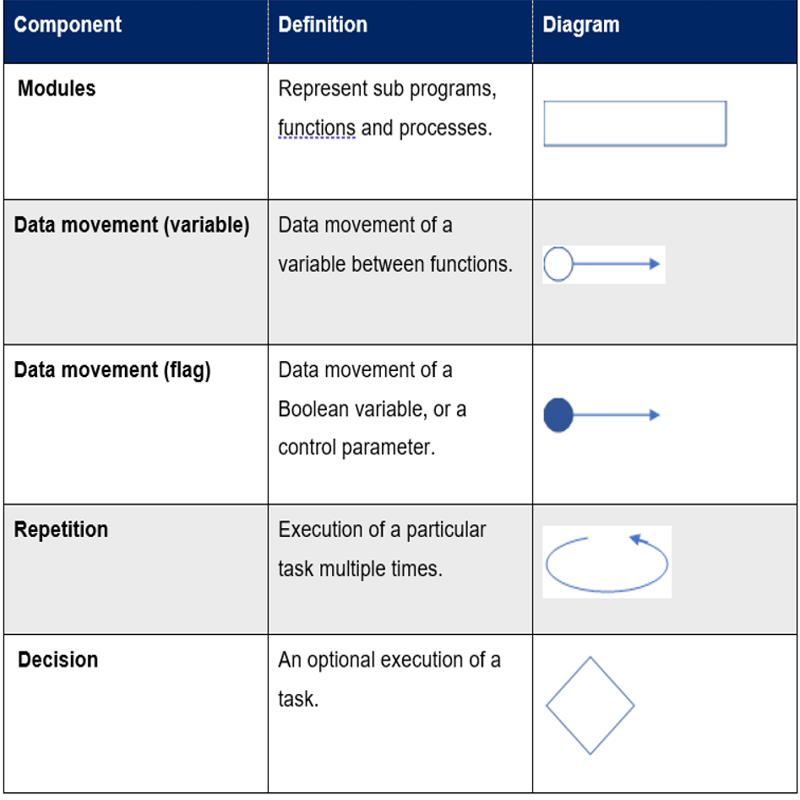 Component Definition Diagram
Modules Represent sub programs,
functions and processes.
Data movement (variable) Data movement of a
variable between functions.
Data movement (flag) Data movement of a
Boolean variable, or a
control parameter.
Repetition Execution of a particular
task multiple times.
Decision An optional execution of a
task.